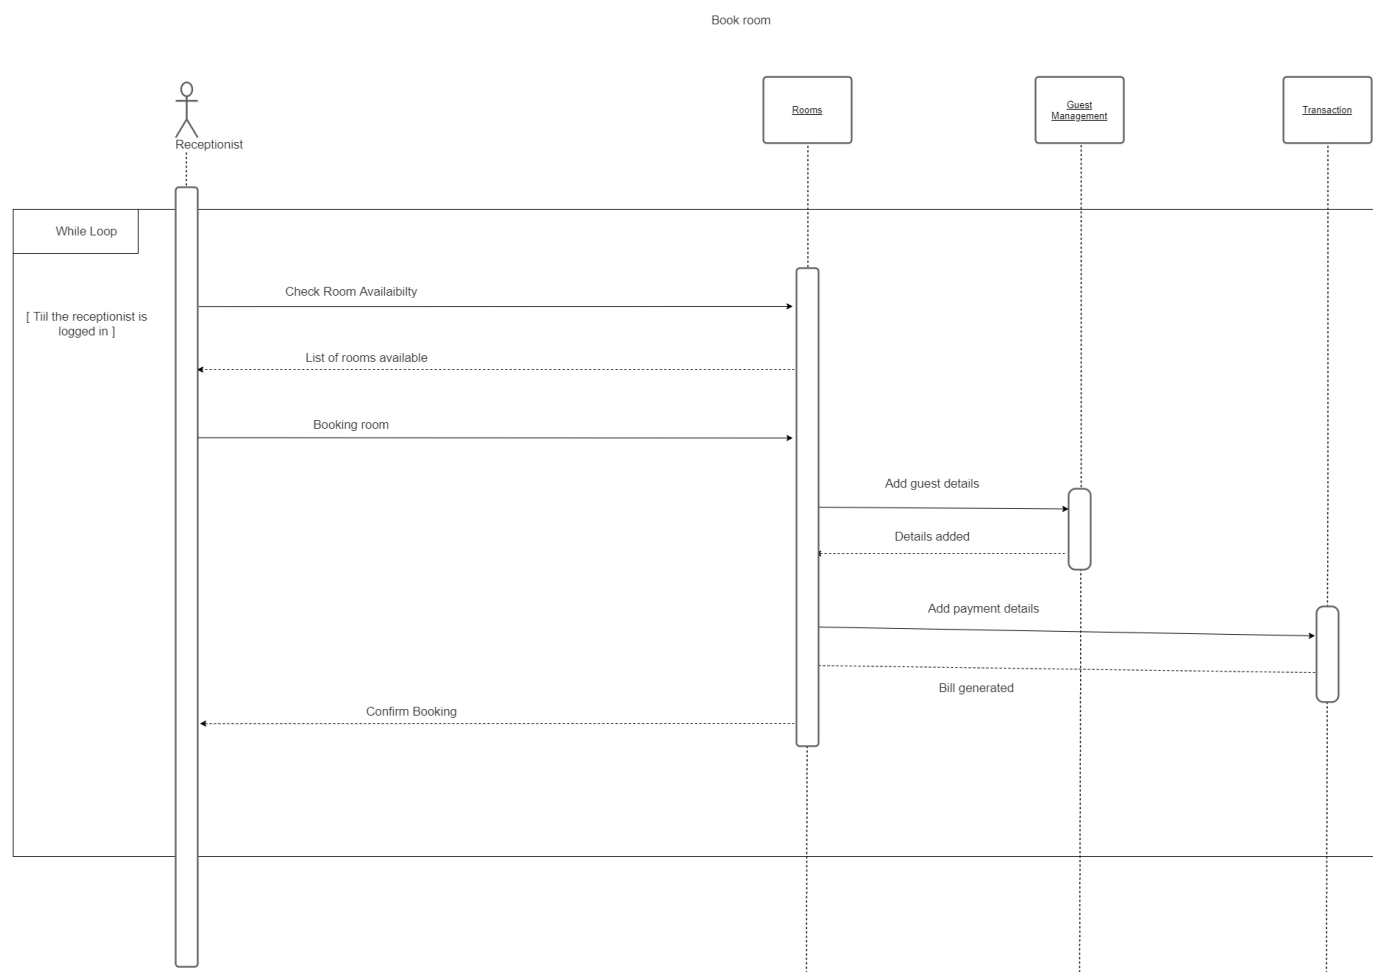 Book room
Rooms
Guest
Management
Transaction
Receptionist
While Loop
Check Room Availaibilty
[ Tiil the receptionist is
logged in ]
List of rooms available
Booking room
Add guest details
Details added
Add payment details
Bill generated
Confirm Booking